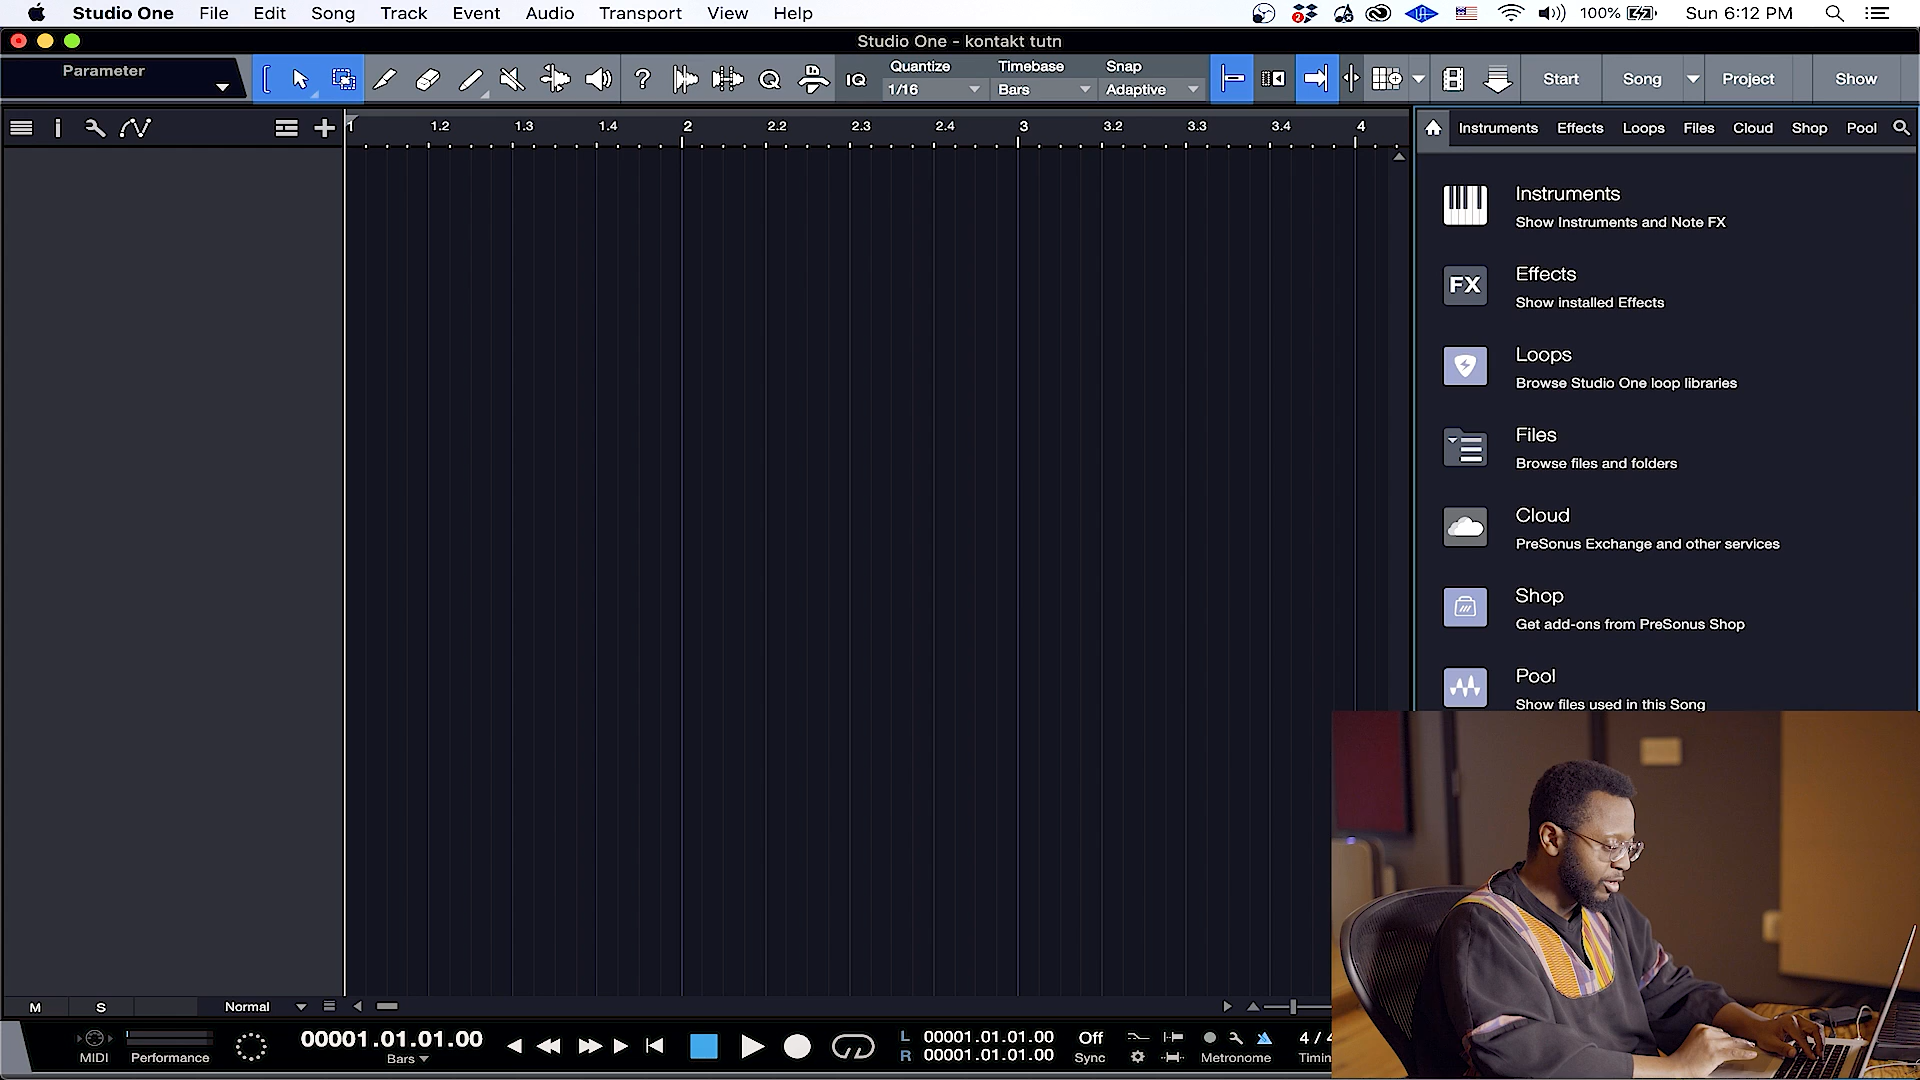 Studio One File Edit Song Track Event Audio Transport View Help
2
100%
Sun 6:12 PM
Studio One - kontakt tutn
Parameter
IQ
Quantize
1/16
Timebase
Bars
Snap
Adaptive
Start
Song
Project
Show
1 1.2 1.3 1.4 2 2.2 2.3 2.4 3 3.2 3.3 3.4 4
Instruments Effects Loops Files Cloud Shop Pool
Instruments
Show Instruments and Note FX
FX
Effects
Show installed Effects
Loops
Browse Studio One loop libraries
Files
Browse files and folders
Cloud
PreSonus Exchange and other services
Shop
Get add-ons from PreSonus Shop
Pool
Show files used in this Song
M S Normal
MIDI
Performance
00001.01.01.00
Bars
L 00001.01.01.00
R 00001.01.01.00
Off
Sync
Metronome
4 / 4
Timin